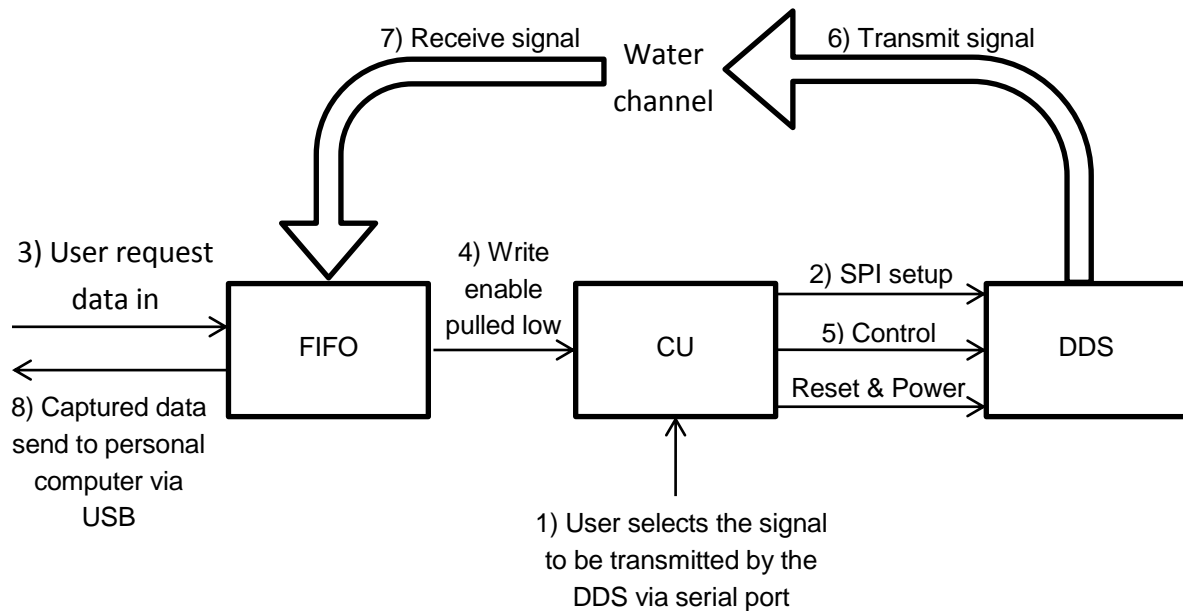 7) Receive signal
Water
channel
6) Transmit signal
3) User request
data in
4) Write
enable
pulled low
2) SPI setup
FIFO
CU
5) Control
DDS
Reset & Power
8) Captured data
send to personal
computer via
USB
1) User selects the signal
to be transmitted by the
DDS via serial port